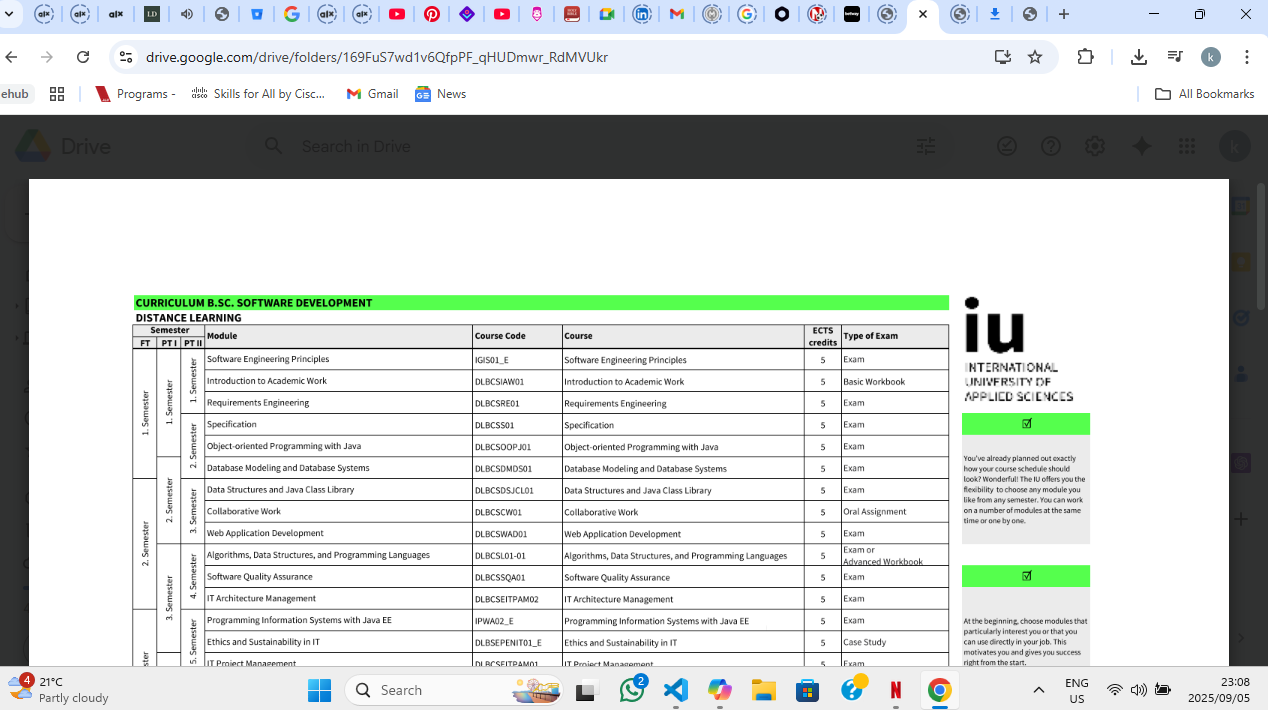 drive.google.com/drive/folders/169FuS7wd1v6QfpPF_qHUDmwr_RdMVUkr
k
ehub
Programs -
Skills for All by Cisc...
Gmail
News
All Bookmarks
Drive
Search in Drive
k
CURRICULUM B.SC. SOFTWARE DEVELOPMENT
DISTANCE LEARNING
Semester Module Course Code Course ECTS credits Type of Exam
FT PT I PT II
1. Semester
2. Semester
1. Semester
2. Semester
3. Semester
1. Semester
2. Semester
3. Semester
4. Semester
5. Semester
Software Engineering Principles IGIS01_E Software Engineering Principles 5 Exam
Introduction to Academic Work DLBCSIAW01 Introduction to Academic Work 5 Basic Workbook
Requirements Engineering DLBCSRE01 Requirements Engineering 5 Exam
Specification DLBCSS01 Specification 5 Exam
Object-oriented Programming with Java DLBCSOOPJ01 Object-oriented Programming with Java 5 Exam
Database Modeling and Database Systems DLBCSDMDS01 Database Modeling and Database Systems 5 Exam
Data Structures and Java Class Library DLBCSDSJCL01 Data Structures and Java Class Library 5 Exam
Collaborative Work DLBCSCW01 Collaborative Work 5 Oral Assignment
Web Application Development DLBCSWAD01 Web Application Development 5 Exam
Algorithms, Data Structures, and Programming Languages DLBCSL01-01 Algorithms, Data Structures, and Programming Languages 5 Exam or
Advanced Workbook
Software Quality Assurance DLBCSSQA01 Software Quality Assurance 5 Exam
IT Architecture Management DLBCSEITPAM02 IT Architecture Management 5 Exam
Programming Information Systems with Java EE IPWA02_E Programming Information Systems with Java EE 5 Exam
Ethics and Sustainability in IT DLBSEPENIT01_E Ethics and Sustainability in IT 5 Case Study
IT Project Management DLBCSEITPAM01 IT Project Management 5 Exam
iu
INTERNATIONAL
UNIVERSITY OF
APPLIED SCIENCES
You've already planned out exactly
how your course schedule should
look? Wonderful! The IU offers you the
flexibility to choose any module you
like from any semester. You can work
on a number of modules at the same
time or one by one.
At the beginning, choose modules that
particularly interest you or that you
can use directly in your job. This
motivates you and gives you success
right from the start.
4
21°C
Partly cloudy
Search
2
ENG
US
23:08
2025/09/05